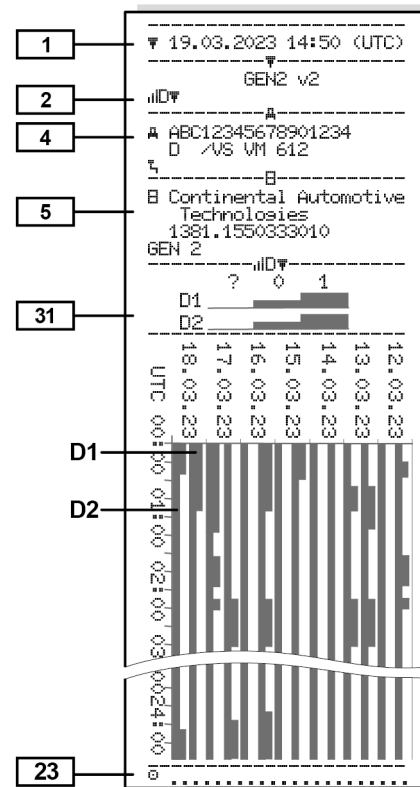 1
▼ 19.03.2023 14:50 (UTC)
GEN2 v2
2
4
ABC12345678901234
D /VS VM 612
5
Continental Automotive
Technologies
1381.1550333010
GEN 2
? 0 1
31
D1
D2
UTC 18.03.23 17.03.23 16.03.23 15.03.23 14.03.23 13.03.23 12.03.23
00:00
D1
D2
01:00
02:00
03:00
24:00
23